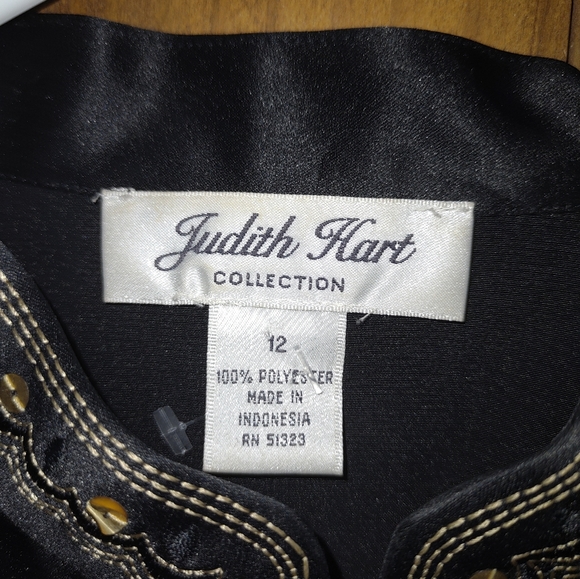 Judith Hart
COLLECTION
12
100% POLYESTER
MADE IN
INDONESIA
RN 51323